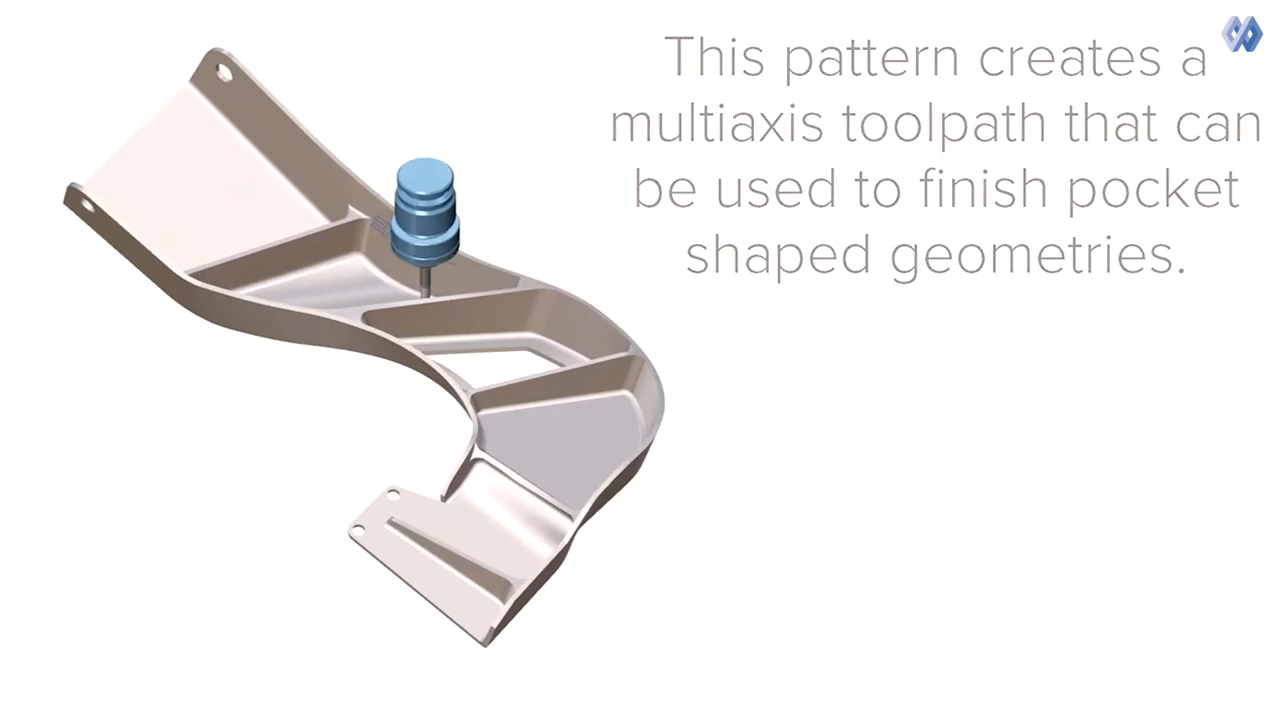 This pattern creates a
multiaxis toolpath that can
be used to finish pocket
shaped geometries.